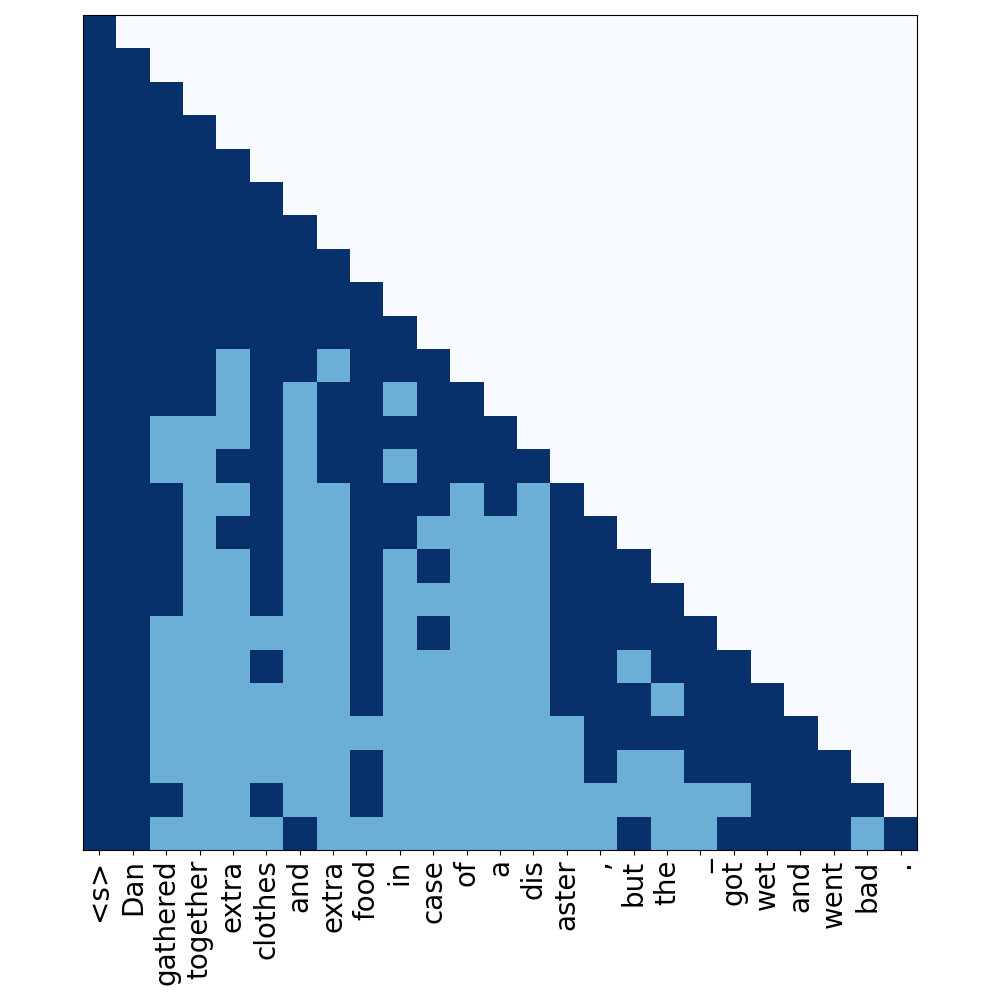 <s> Dan gathered together extra clothes and extra food in case of a dis aster , but the _ got wet and went bad .